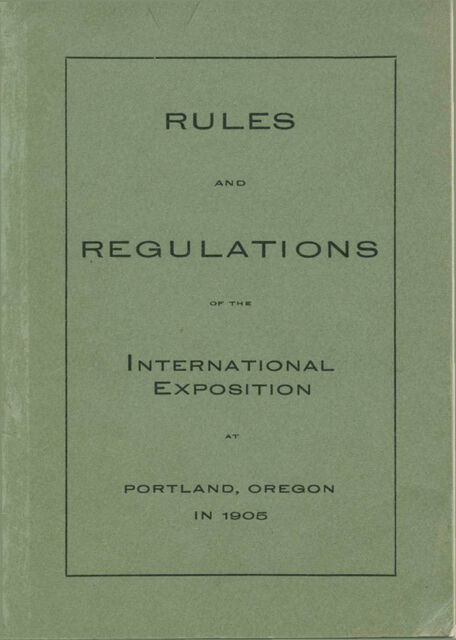 RULES
AND
REGULATIONS
OF THE
INTERNATIONAL
EXPOSITION
AT
PORTLAND, OREGON
IN 1905